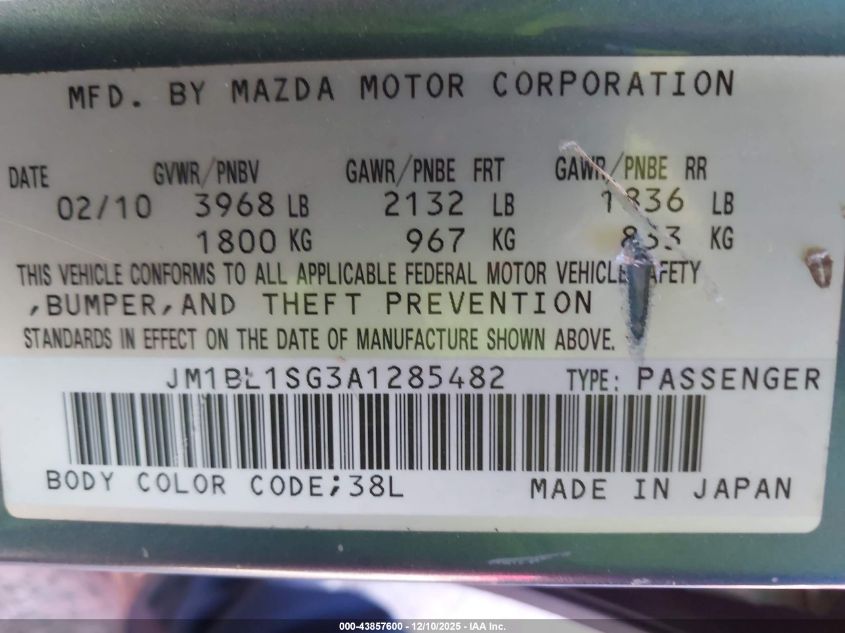 MFD. BY MAZDA MOTOR CORPORATION
DATE GVWR/PNBV GAWR/PNBE FRT GAWR/PNBE RR
02/10 3968 LB 2132 LB 1836 LB
1800 KG 967 KG KG
THIS VEHICLE CONFORMS TO ALL APPLICABLE FEDERAL MOTOR VEHICLE SAFETY
,BUMPER,AND THEFT PREVENTION
STANDARDS IN EFFECT ON THE DATE OF MANUFACTURE SHOWN ABOVE.
JM1BL1SG3A1285482 TYPE: PASSENGER
BODY COLOR CODE;38L MADE IN JAPAN
000-43857600 - 12/10/2025 - IAA Inc.